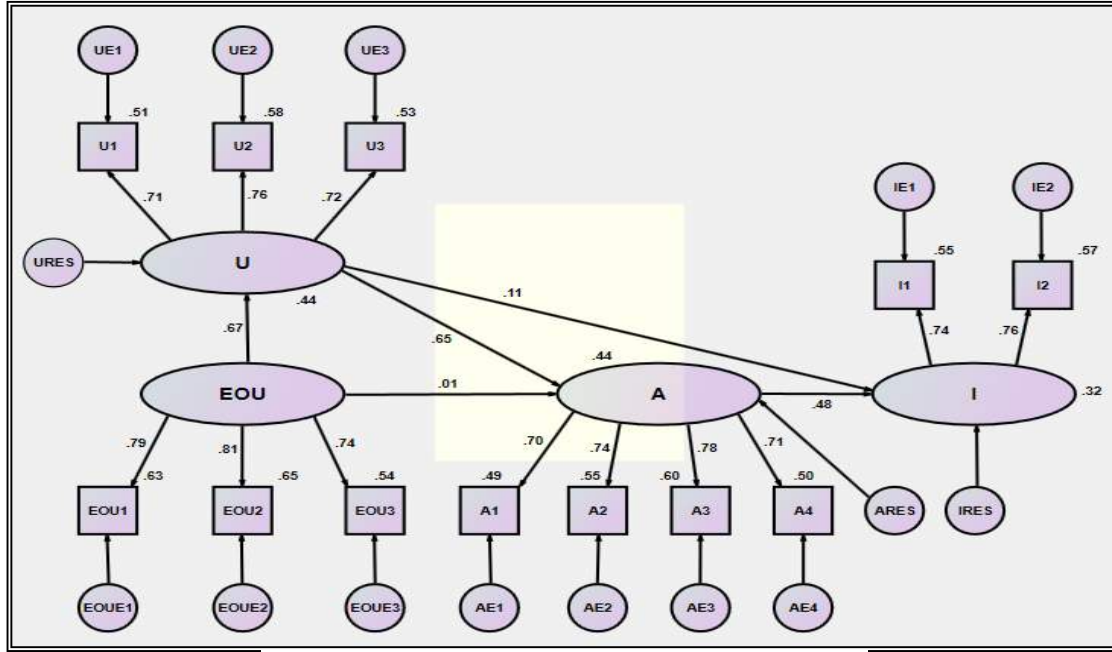 UE1 UE2 UE3
.51 .58 .53
U1 U2 U3
IE1 IE2
.71 .76 .72
.55 .57
URES U
I1 I2
.44 .11
.67 .65 .74 .76
.44
EOU .01 A .48 I .32
.79 .81 .74 .70 .74 .78 .71
.63 .65 .54 .49 .55 .60 .50
EOU1 EOU2 EOU3 A1 A2 A3 A4 ARES IRES
EOUE1 EOUE2 EOUE3 AE1 AE2 AE3 AE4